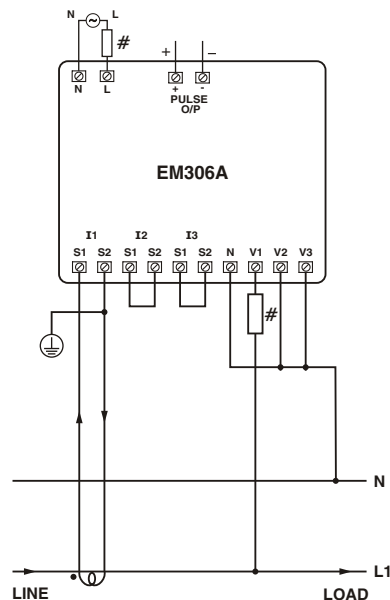 N L
#
+ −
N L + -
PULSE
O/P
EM306A
I1 I2 I3
S1 S2 S1 S2 S1 S2 N V1 V2 V3
#
N
L1
LINE LOAD